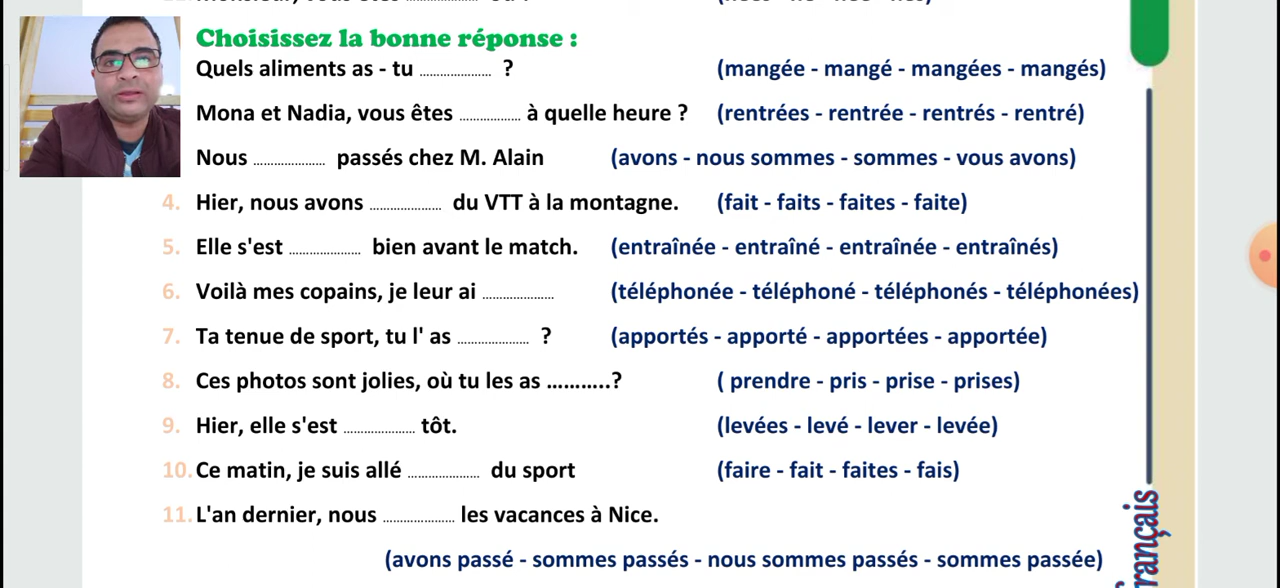 Choisissez la bonne réponse :
Quels aliments as - tu ..................... ? (mangée - mangé - mangées - mangés)
Mona et Nadia, vous êtes .................. à quelle heure ? (rentrées - rentrée - rentrés - rentré)
Nous ..................... passés chez M. Alain (avons - nous sommes - sommes - vous avons)
4. Hier, nous avons ..................... du VTT à la montagne. (fait - faits - faites - faite)
5. Elle s'est ..................... bien avant le match. (entraînée - entraîné - entraînée - entraînés)
6. Voilà mes copains, je leur ai ..................... (téléphonée - téléphoné - téléphonés - téléphonées)
7. Ta tenue de sport, tu l' as ..................... ? (apportés - apporté - apportées - apportée)
8. Ces photos sont jolies, où tu les as ...........? ( prendre - pris - prise - prises)
9. Hier, elle s'est ..................... tôt. (levées - levé - lever - levée)
10. Ce matin, je suis allé ..................... du sport (faire - fait - faites - fais)
11. L'an dernier, nous ..................... les vacances à Nice.
(avons passé - sommes passés - nous sommes passés - sommes passée)